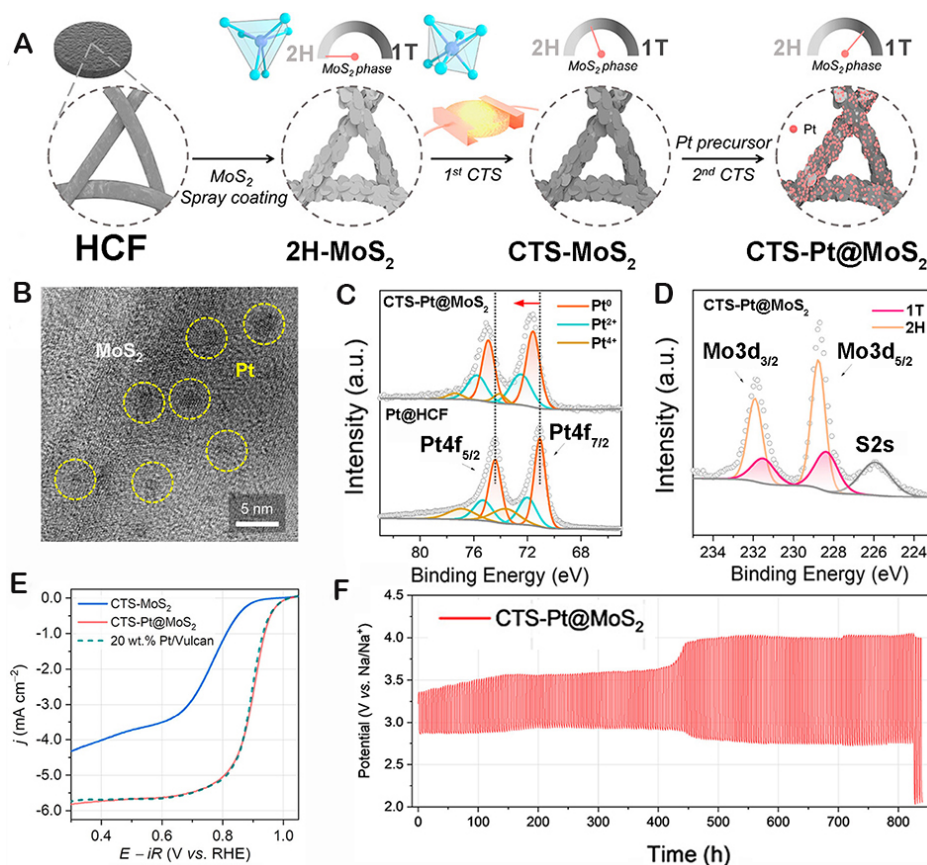 A
2H
1T
MoS₂ phase
2H
1T
MoS₂ phase
2H
1T
MoS₂ phase
MoS₂
Spray coating
1st CTS
Pt precursor
2nd CTS
Pt
HCF
2H-MoS₂
CTS-MoS₂
CTS-Pt@MoS₂
B
MoS₂
Pt
5 nm
C
CTS-Pt@MoS₂
Pt⁰
Pt²⁺
Pt⁴⁺
Pt@HCF
Pt4f5/2
Pt4f7/2
Intensity (a.u.)
80 76 72 68
Binding Energy (eV)
D
CTS-Pt@MoS₂
1T
2H
Mo3d3/2
Mo3d5/2
S2s
Intensity (a.u.)
235 232 230 228 226 224
Binding Energy (eV)
E
CTS-MoS₂
CTS-Pt@MoS₂
20 wt.% Pt/Vulcan
0.0
-1.0
-2.0
-3.0
-4.0
-5.0
-6.0
j (mA cm⁻²)
0.4 0.6 0.8 1.0
E – iR (V vs. RHE)
F
CTS-Pt@MoS₂
4.5
4.0
3.5
3.0
2.5
2.0
Potential (V vs. Na/Na⁺)
0 100 200 300 400 500 600 700 800
Time (h)